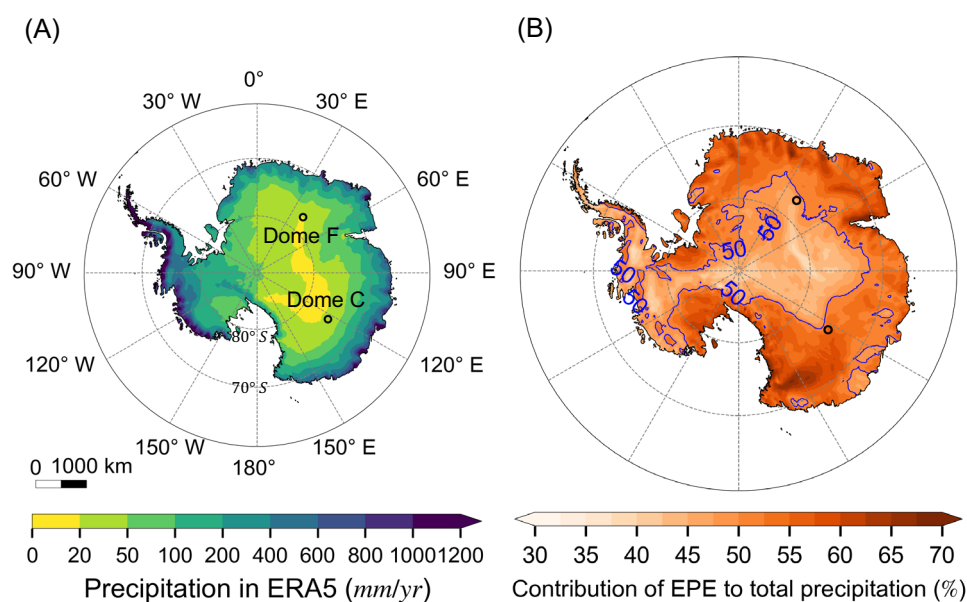 (A)
(B)
0°
30° W
30° E
60° W
60° E
Dome F
90° W
90° E
Dome C
80° S
120° W
120° E
70° S
150° W
150° E
180°
0 1000 km
50
50
50
50
50
0 20 50 100 200 400 600 800 1000 1200
Precipitation in ERA5 (mm/yr)
30 35 40 45 50 55 60 65 70
Contribution of EPE to total precipitation (%)